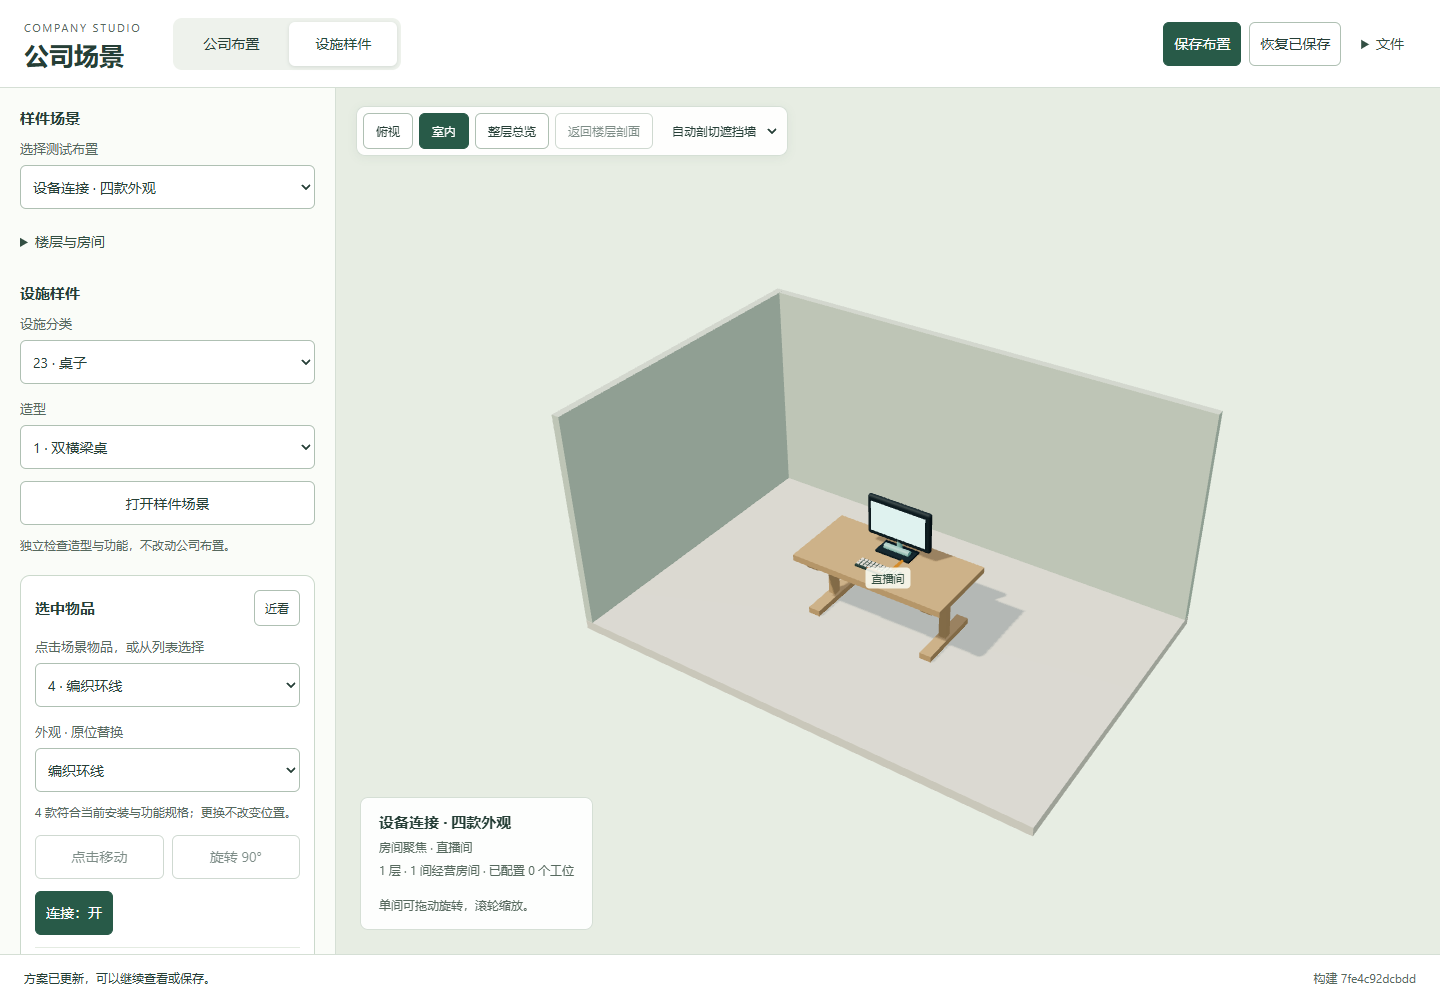 COMPANY STUDIO
公司场景
公司布置
设施样件
保存布置
恢复已保存
▶ 文件
样件场景
选择测试布置
设备连接 · 四款外观
▶ 楼层与房间
设施样件
设施分类
23 · 桌子
造型
1 · 双横梁桌
打开样件场景
独立检查造型与功能，不改动公司布置。
选中物品
近看
点击场景物品，或从列表选择
4 · 编织环线
外观 · 原位替换
编织环线
4 款符合当前安装与功能规格；更换不改变位置。
点击移动
旋转 90°
连接：开
俯视
室内
整层总览
返回楼层剖面
自动剖切遮挡墙
直播间
设备连接 · 四款外观
房间聚焦 · 直播间
1 层 · 1 间经营房间 · 已配置 0 个工位
单间可拖动旋转，滚轮缩放。
方案已更新，可以继续查看或保存。
构建 7fe4c92dcbdd